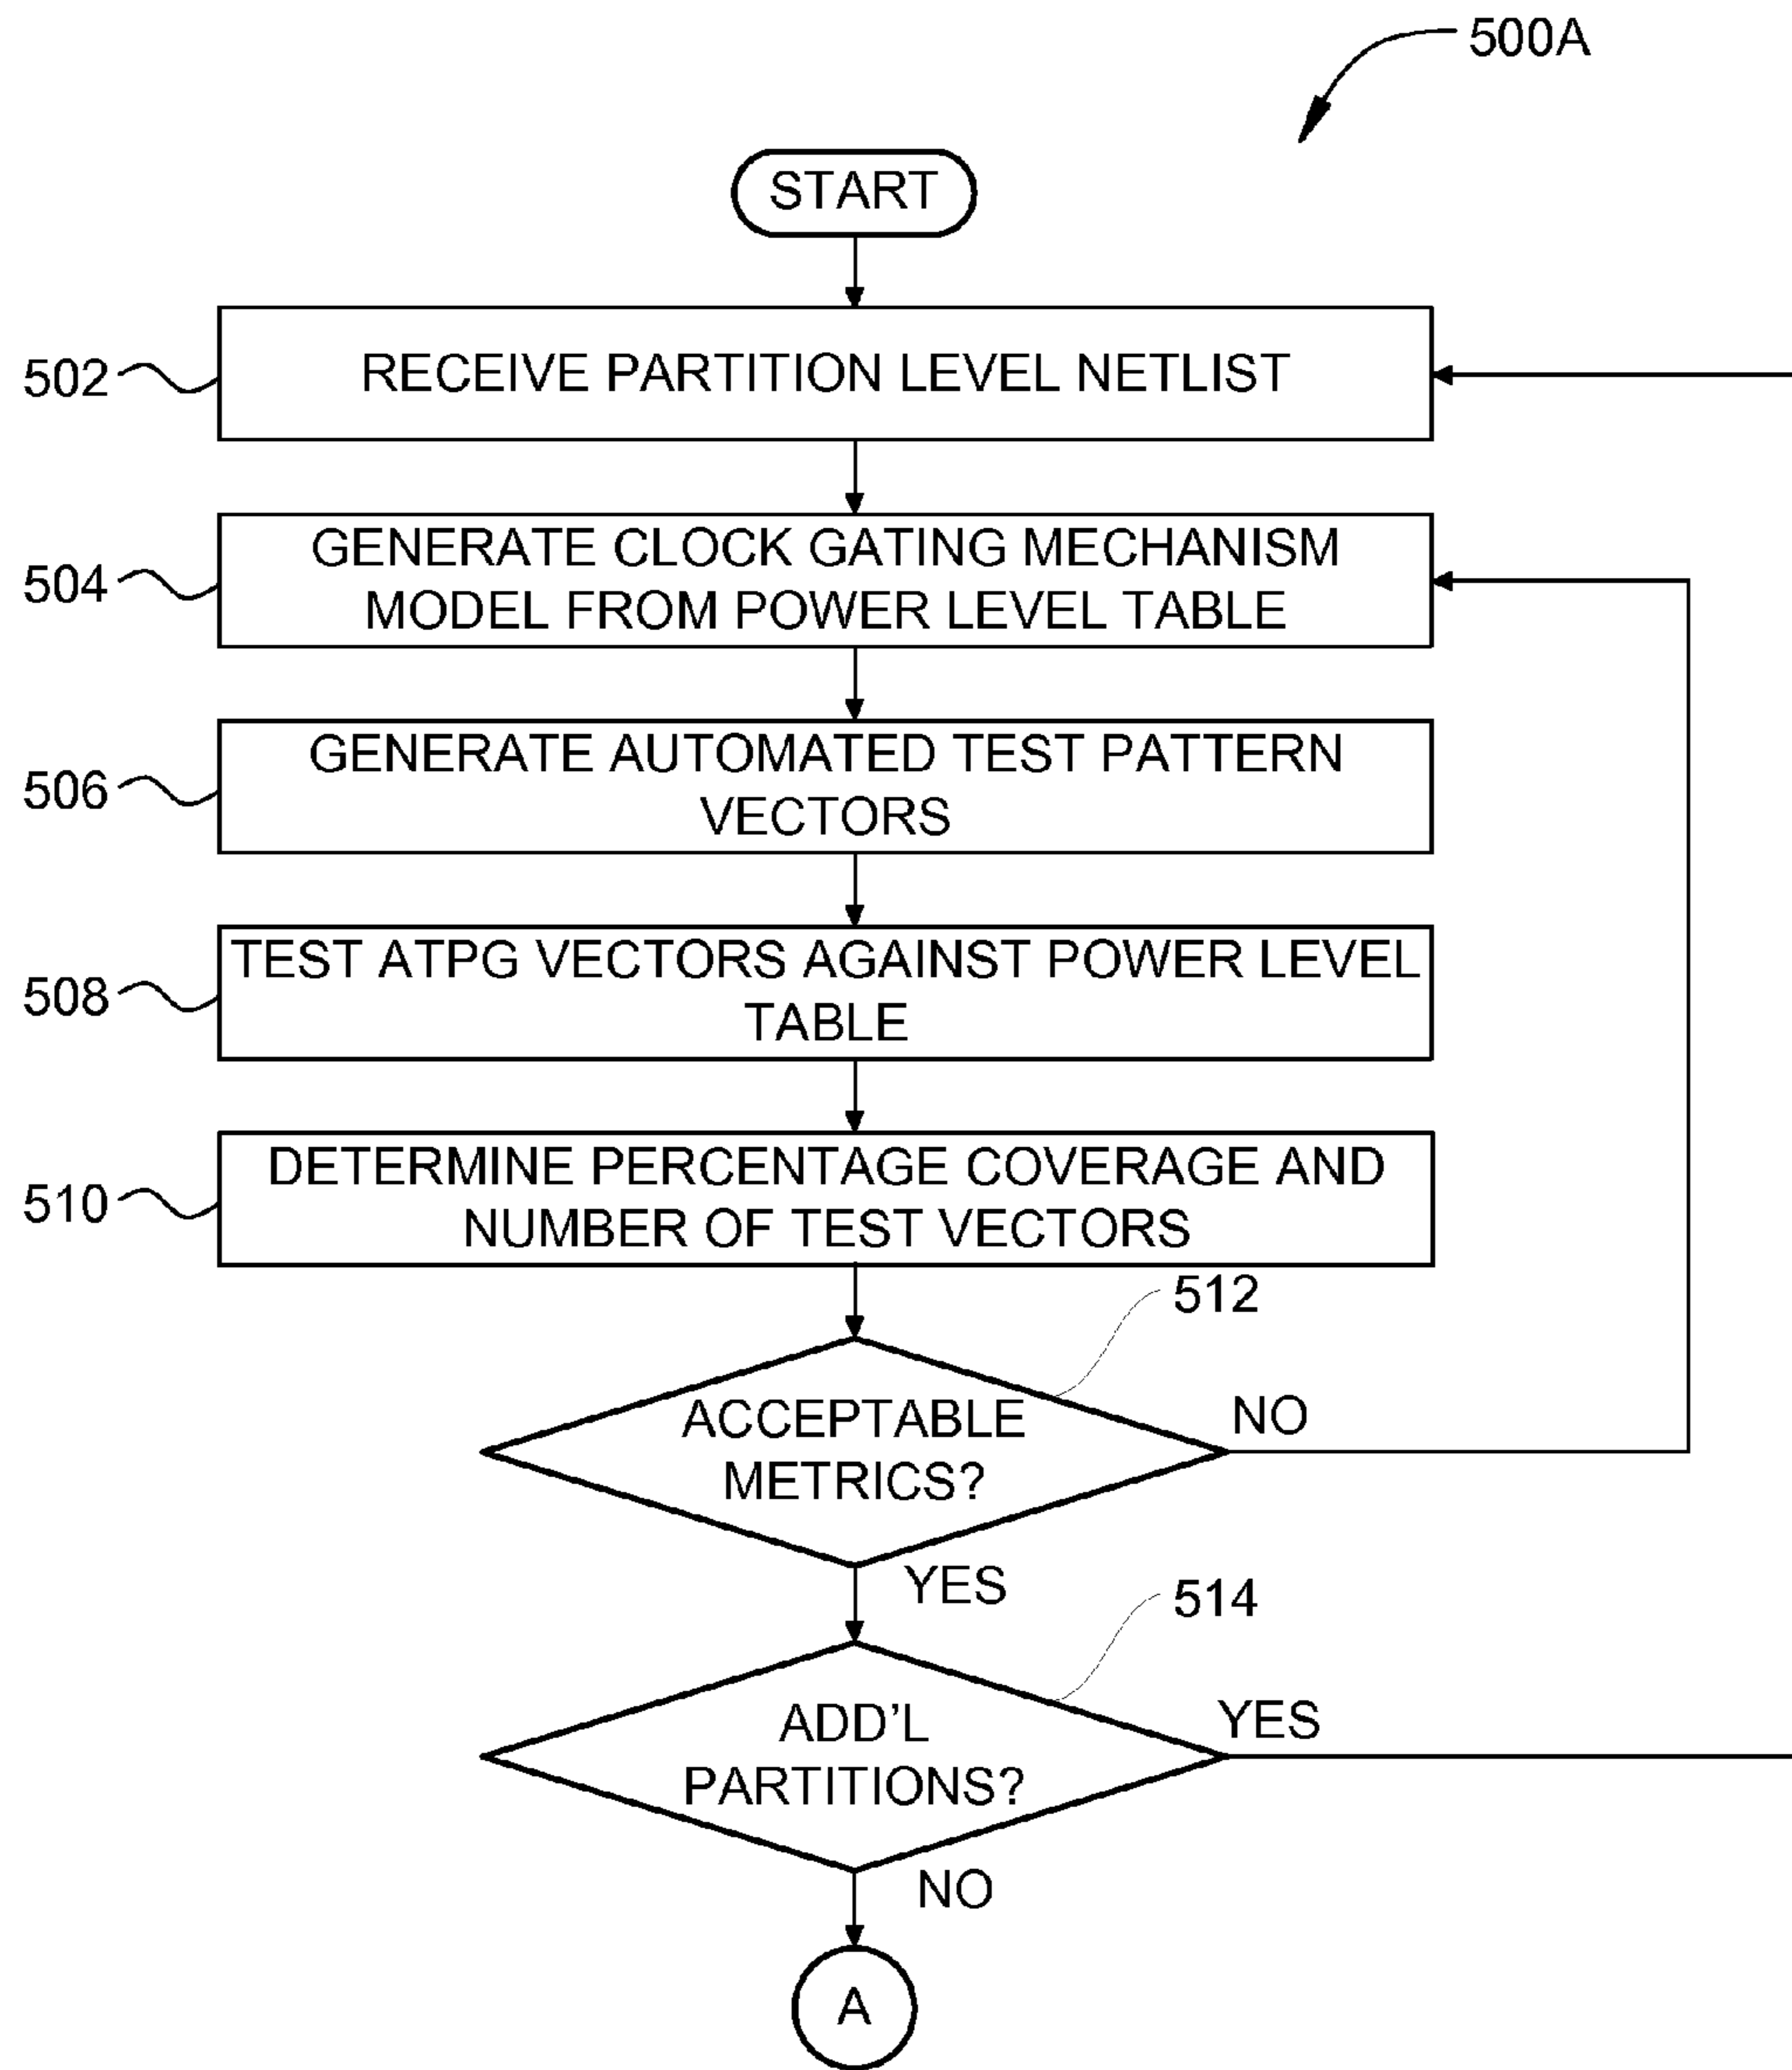 500A
START
502
RECEIVE PARTITION LEVEL NETLIST
504
GENERATE CLOCK GATING MECHANISM
MODEL FROM POWER LEVEL TABLE
506
GENERATE AUTOMATED TEST PATTERN
VECTORS
508
TEST ATPG VECTORS AGAINST POWER LEVEL
TABLE
510
DETERMINE PERCENTAGE COVERAGE AND
NUMBER OF TEST VECTORS
512
ACCEPTABLE
METRICS?
NO
YES
514
ADD'L
PARTITIONS?
YES
NO
A